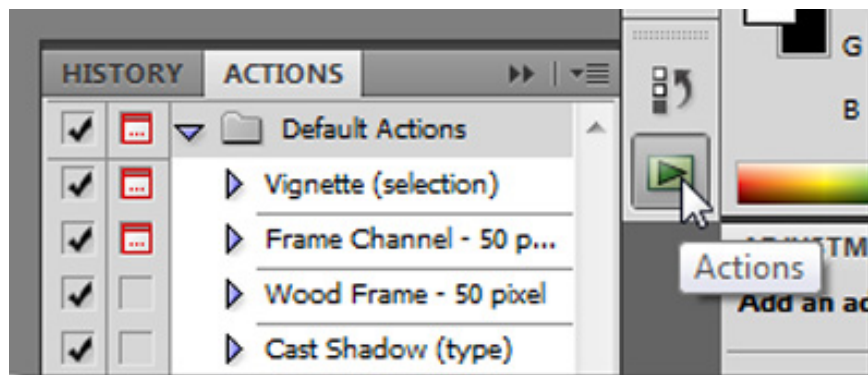 HISTORY ACTIONS
Default Actions
Vignette (selection)
Frame Channel - 50 p...
Wood Frame - 50 pixel
Cast Shadow (type)
G
B
Actions
Add an ad